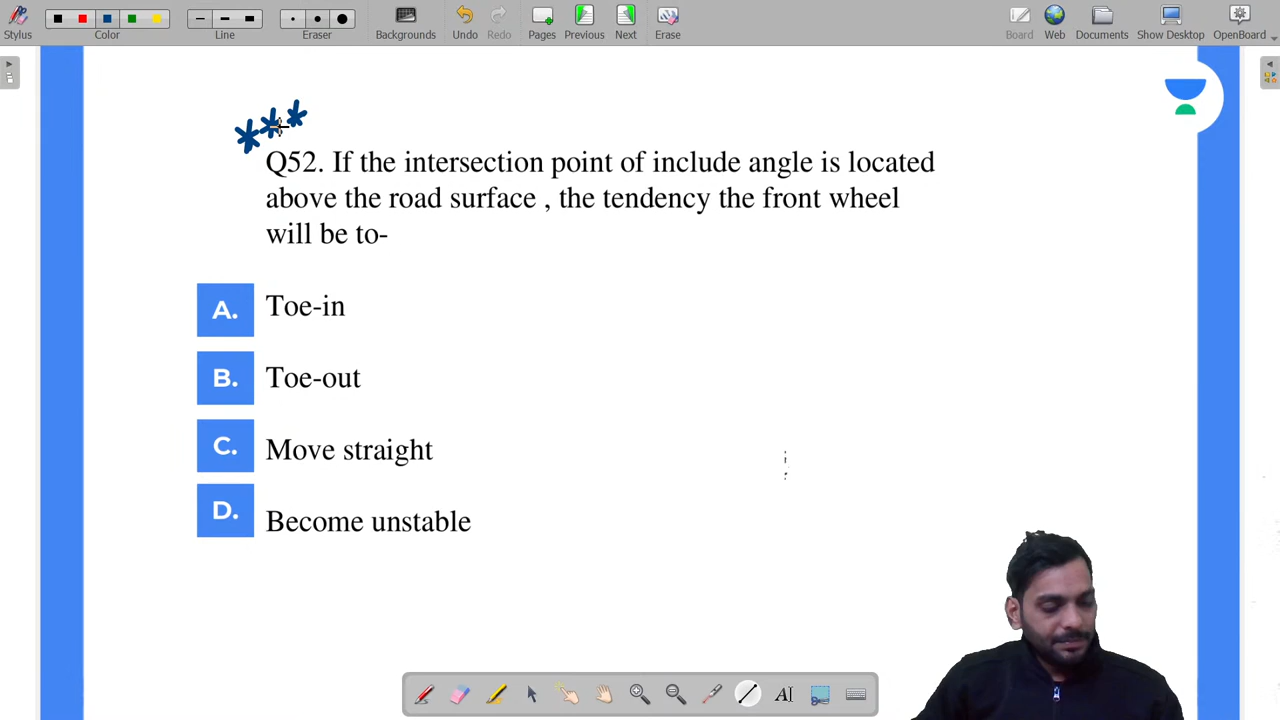 Stylus
Color
Line
Eraser
Backgrounds
Undo
Redo
Pages
Previous
Next
Erase
Board
Web
Documents
Show Desktop
OpenBoard
***
Q52. If the intersection point of include angle is located
above the road surface , the tendency the front wheel
will be to-
A. Toe-in
B. Toe-out
C. Move straight
D. Become unstable
AI